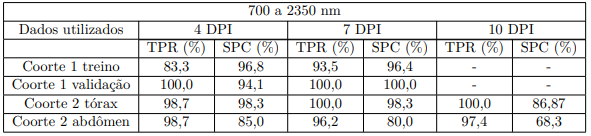 700 a 2350 nm
Dados utilizados 4 DPI 7 DPI 10 DPI
TPR (%) SPC (%) TPR (%) SPC (%) TPR (%) SPC (%)
Coorte 1 treino 83,3 96,8 93,5 96,4 - -
Coorte 1 validação 100,0 94,1 100,0 100,0 - -
Coorte 2 tórax 98,7 98,3 100,0 98,3 100,0 86,87
Coorte 2 abdômen 98,7 85,0 96,2 80,0 97,4 68,3